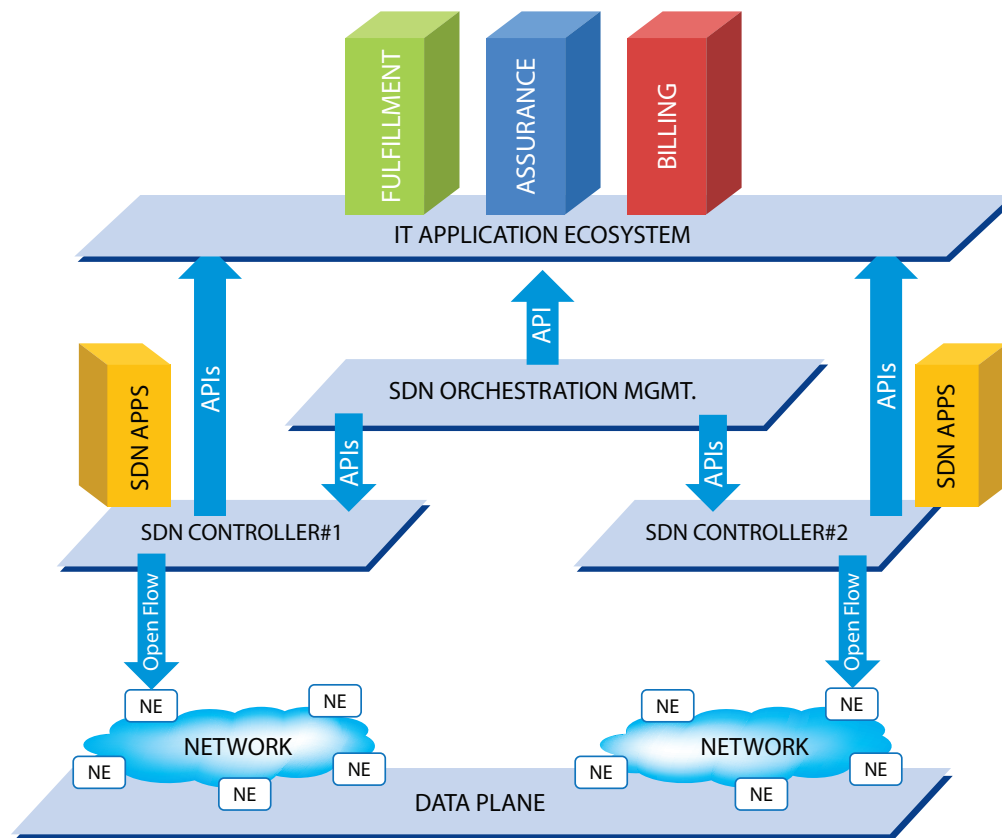 FULFILLMENT
ASSURANCE
BILLING
IT APPLICATION ECOSYSTEM
APIs
API
APIs
SDN APPS
SDN ORCHESTRATION MGMT.
SDN APPS
APIs
APIs
SDN CONTROLLER#1
SDN CONTROLLER#2
Open Flow
Open Flow
NE
NE
NE
NE
NETWORK
NETWORK
NE
NE
NE
NE
NE
NE
DATA PLANE